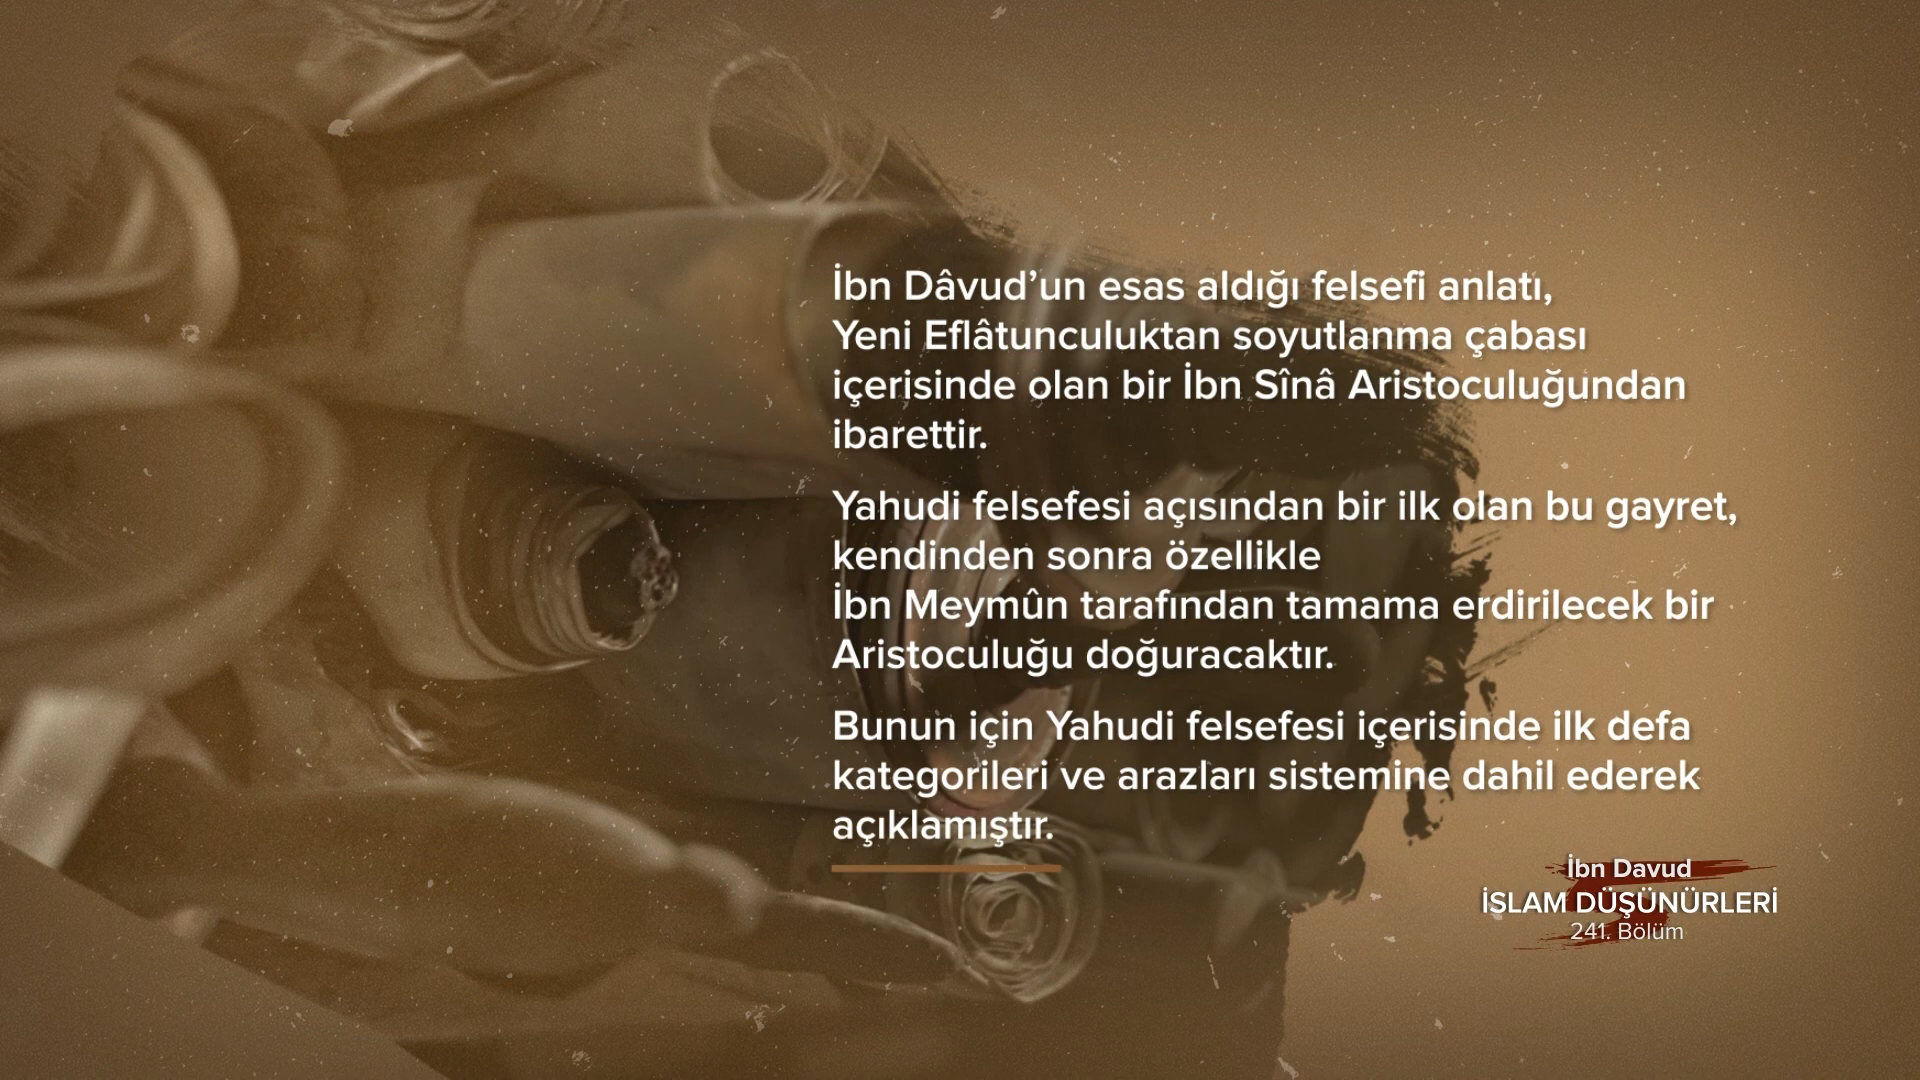 İbn Dâvud’un esas aldığı felsefi anlatı,
Yeni Eflâtunculuktan soyutlanma çabası
içerisinde olan bir İbn Sînâ Aristoculuğundan
ibarettir.
Yahudi felsefesi açısından bir ilk olan bu gayret,
kendinden sonra özellikle
İbn Meymûn tarafından tamama erdirilecek bir
Aristoculuğu doğuracaktır.
Bunun için Yahudi felsefesi içerisinde ilk defa
kategorileri ve arazları sistemine dahil ederek
açıklamıştır.
İbn Davud
İSLAM DÜŞÜNÜRLERİ
241. Bölüm